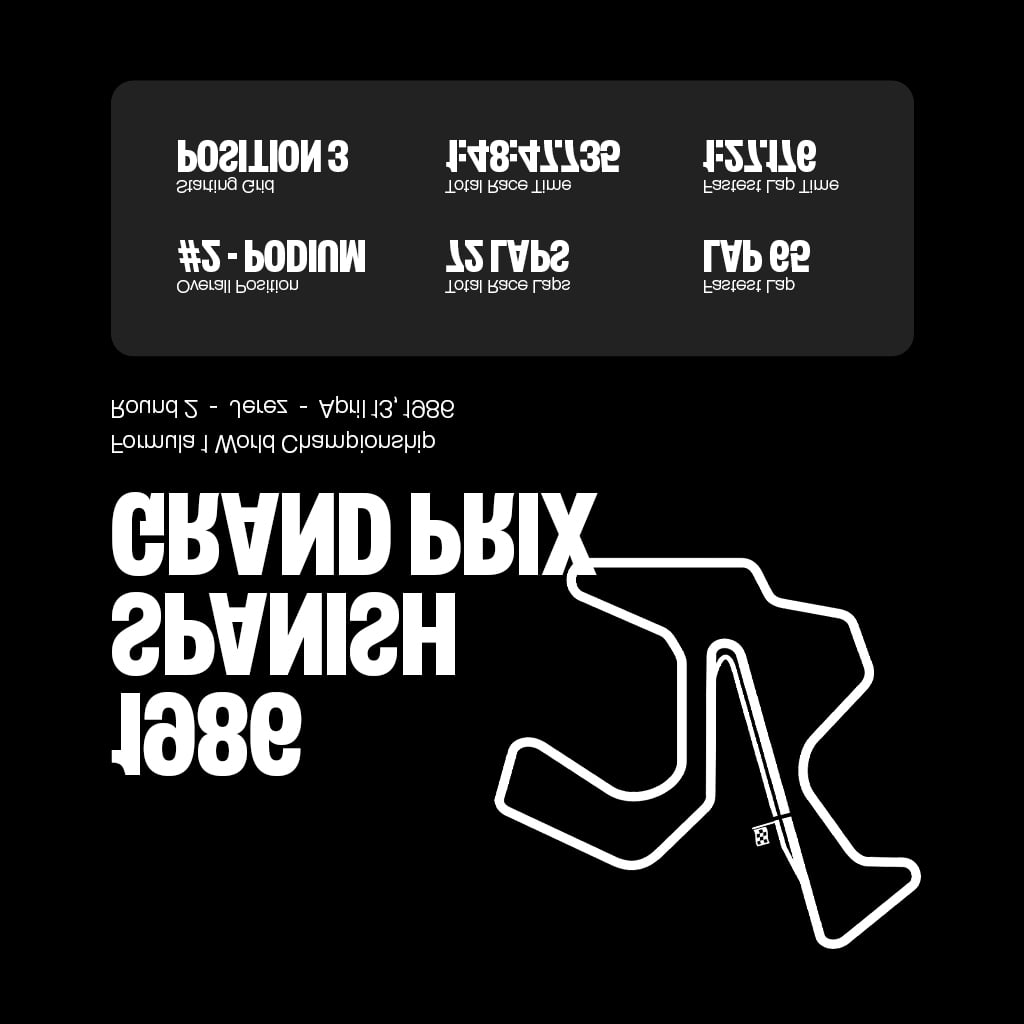 1986
SPANISH
GRAND PRIX
Formula 1 World Championship
Round 2 - Jerez - April 13, 1986
Overall Position
#2 - PODIUM
Total Race Laps
72 LAPS
Fastest Lap
LAP 65
Starting Grid
POSITION 3
Total Race Time
1:48:47.735
Fastest Lap Time
1:27.176